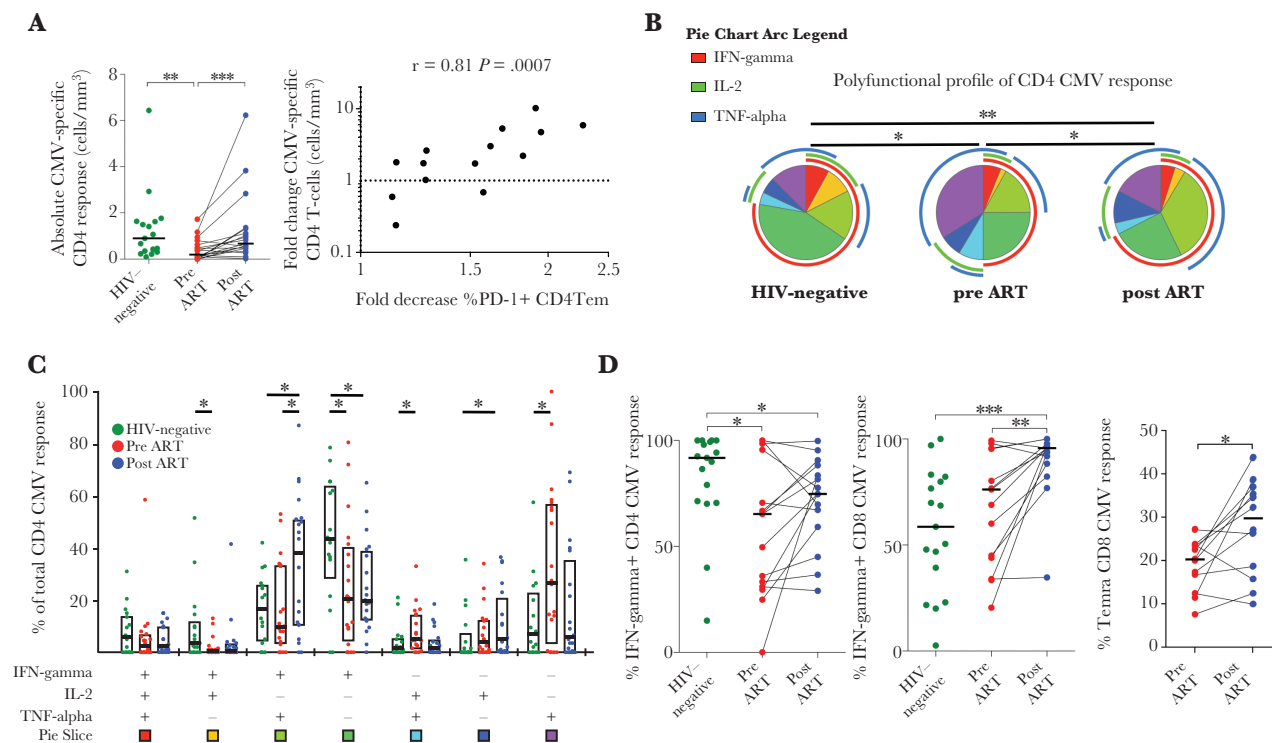 A
Absolute CMV-specific
CD4 response (cells/mm³)
8
6
4
2
0
**
***
HIV–
negative
Pre
ART
Post
ART
r = 0.81 P = .0007
Fold change CMV-specific
CD4 T-cells (cells/mm³)
10
1
0.1
1
1.5
2
2.5
Fold decrease %PD-1+ CD4Tem
B
Pie Chart Arc Legend
IFN-gamma
IL-2
TNF-alpha
Polyfunctional profile of CD4 CMV response
**
*
*
HIV-negative
pre ART
post ART
C
% of total CD4 CMV response
100
80
60
40
20
HIV-negative
Pre ART
Post ART
*
*
*
*
*
*
*
*
IFN-gamma + + + + – – –
IL-2 + + – – + + –
TNF-alpha + – + – + – +
Pie Slice
D
% IFN-gamma+ CD4 CMV response
100
50
0
*
*
HIV–
negative
Pre
ART
Post
ART
% IFN-gamma+ CD8 CMV response
100
50
0
***
**
HIV–
negative
Pre
ART
Post
ART
% Temra CD8 CMV response
50
40
30
20
10
0
*
Pre
ART
Post
ART